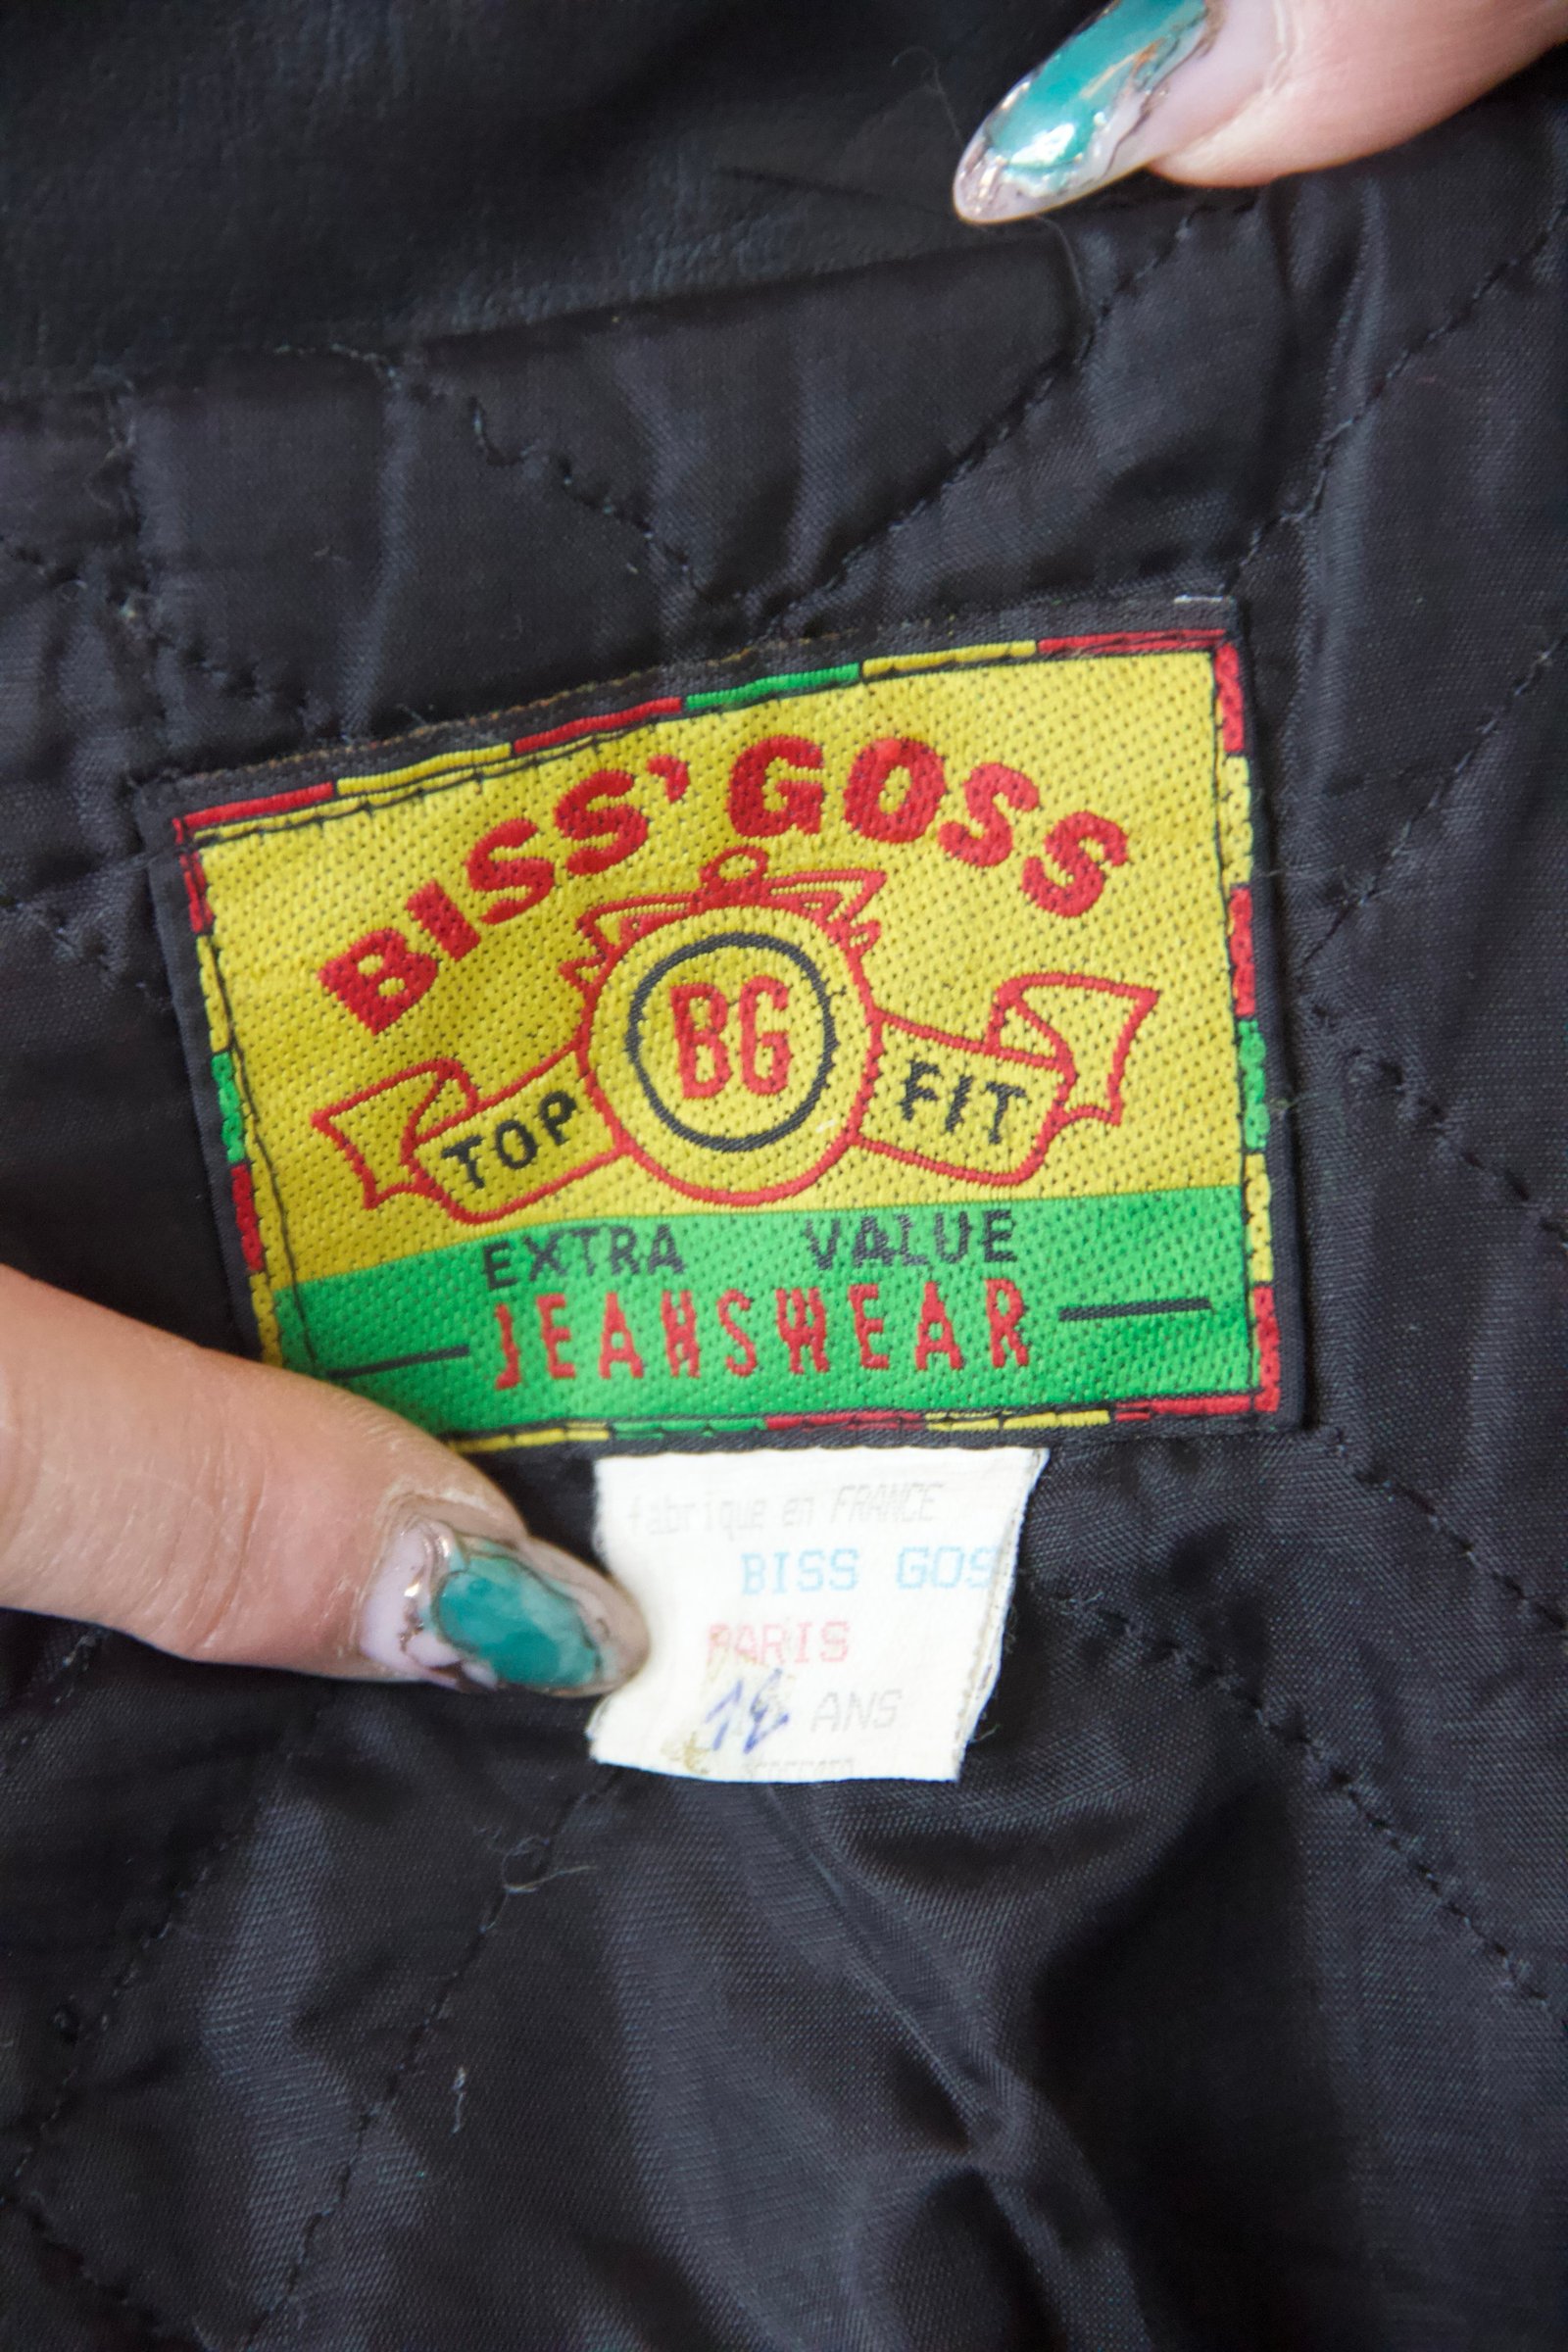 BISS' GOSS
BG
TOP FIT
EXTRA VALUE
JEANSWEAR
fabrique en FRANCE
BISS GOS
PARIS
ANS